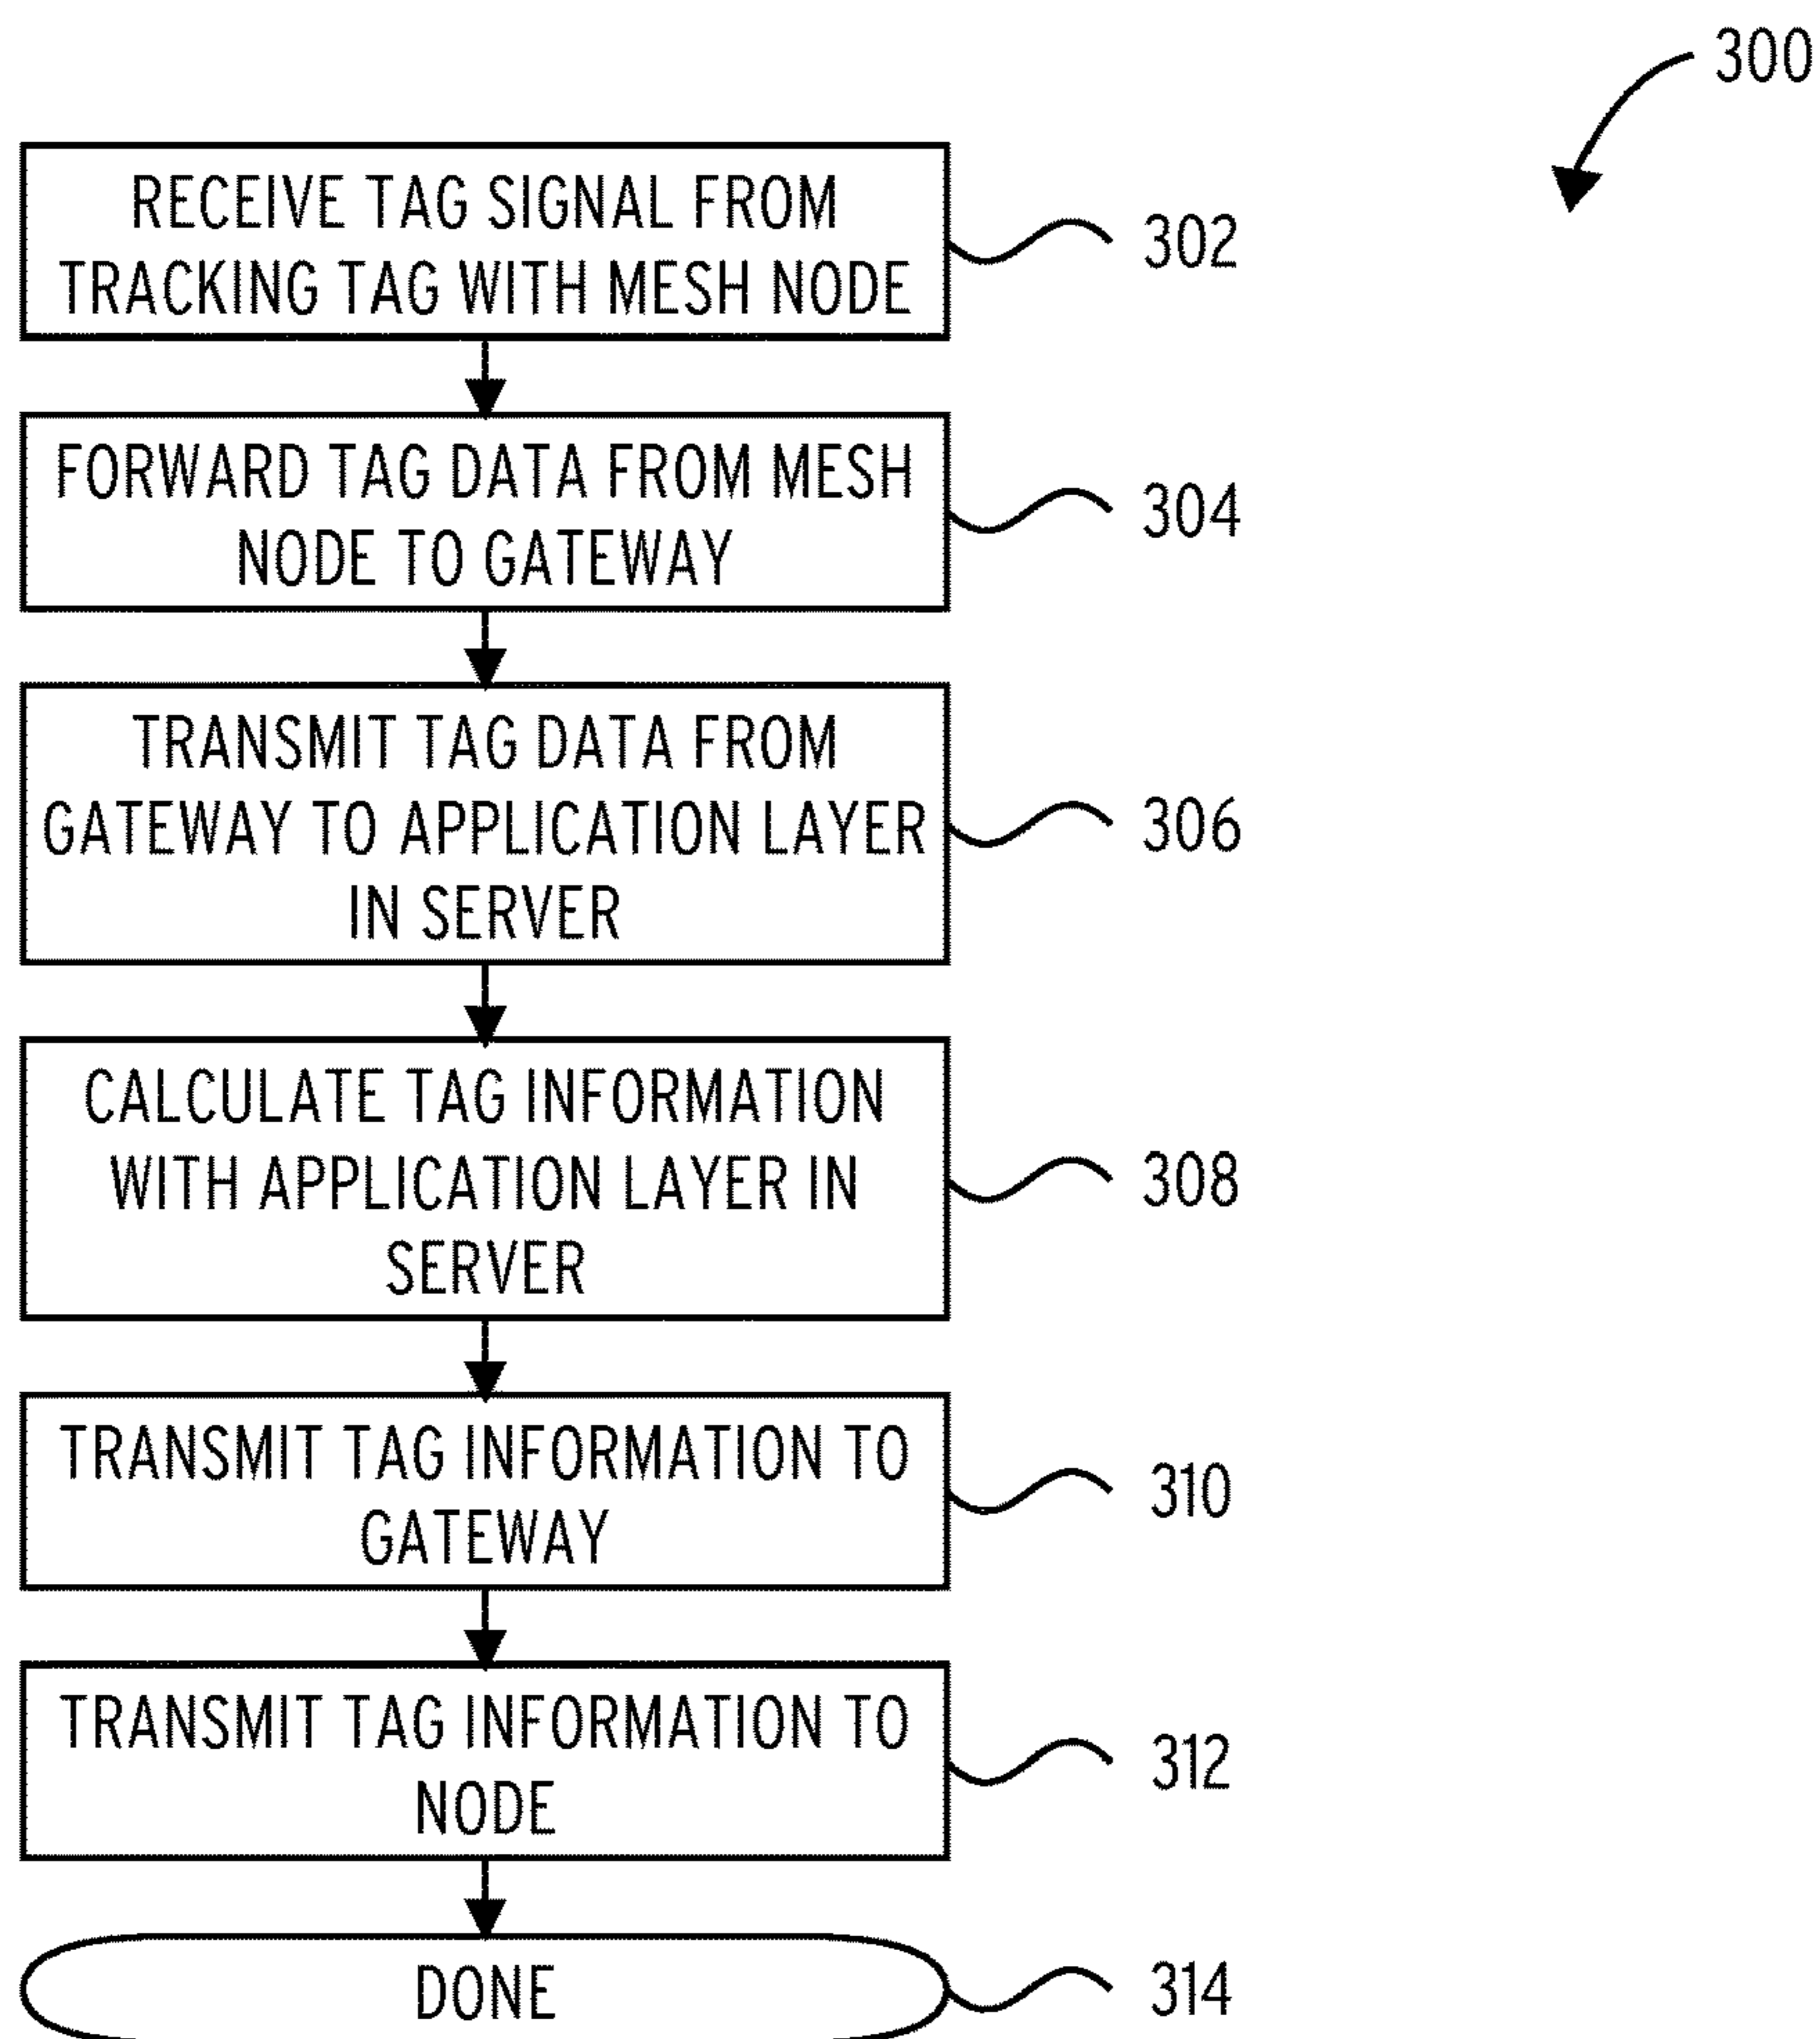 300
RECEIVE TAG SIGNAL FROM
TRACKING TAG WITH MESH NODE
302
FORWARD TAG DATA FROM MESH
NODE TO GATEWAY
304
TRANSMIT TAG DATA FROM
GATEWAY TO APPLICATION LAYER
IN SERVER
306
CALCULATE TAG INFORMATION
WITH APPLICATION LAYER IN
SERVER
308
TRANSMIT TAG INFORMATION TO
GATEWAY
310
TRANSMIT TAG INFORMATION TO
NODE
312
DONE
314